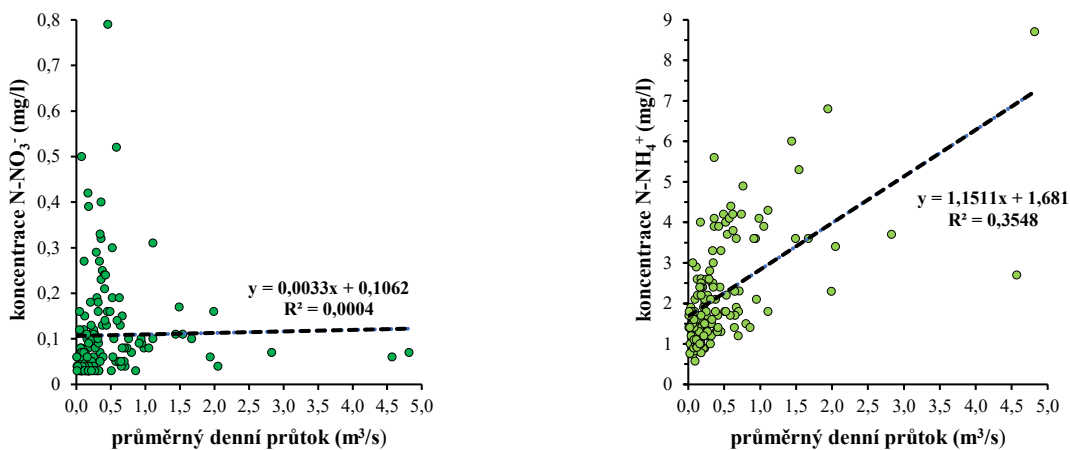 koncentrace N-NO₃⁻ (mg/l)
0,8
0,7
0,6
0,5
0,4
0,3
0,2
0,1
0
y = 0,0033x + 0,1062
R² = 0,0004
0,0 0,5 1,0 1,5 2,0 2,5 3,0 3,5 4,0 4,5 5,0
průměrný denní průtok (m³/s)
koncentrace N-NH₄⁺ (mg/l)
9
8
7
6
5
4
3
2
1
0
y = 1,1511x + 1,681
R² = 0,3548
0,0 0,5 1,0 1,5 2,0 2,5 3,0 3,5 4,0 4,5 5,0
průměrný denní průtok (m³/s)